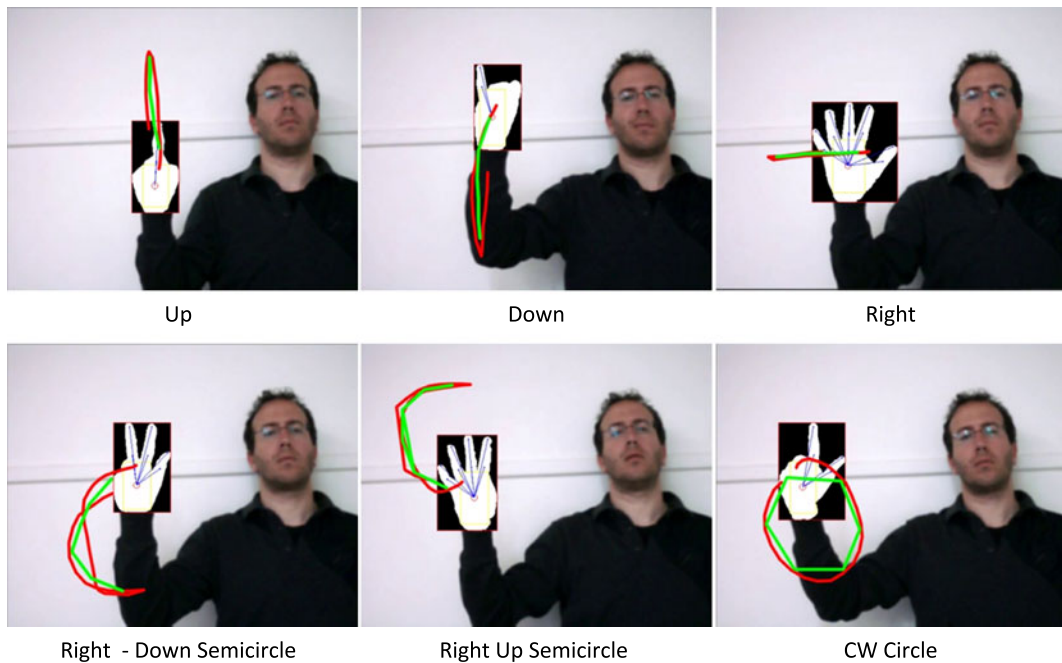 Up
Down
Right
Right - Down Semicircle
Right Up Semicircle
CW Circle